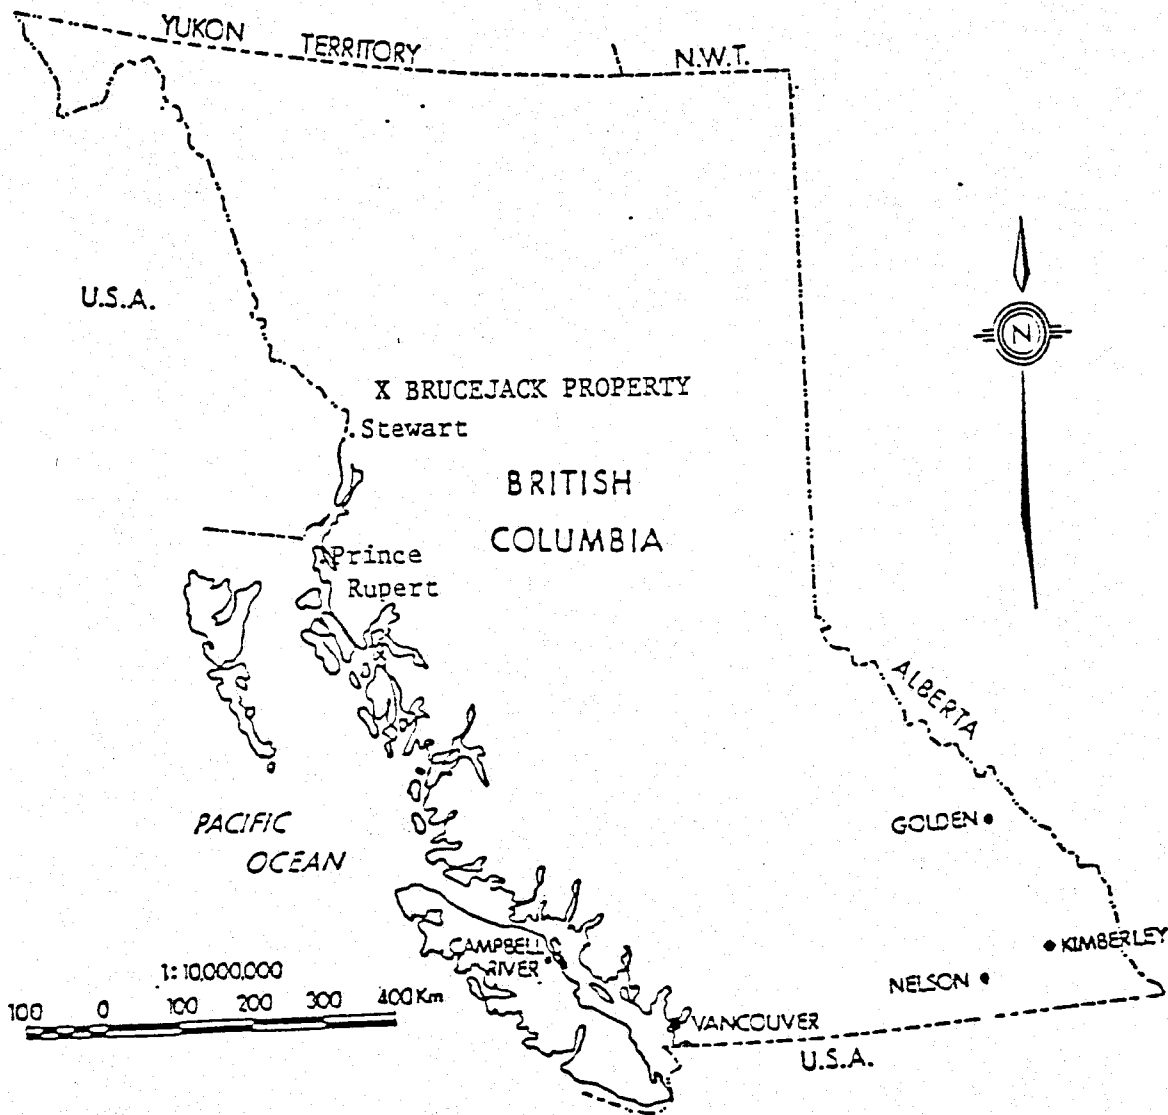 YUKON TERRITORY
N.W.T.
U.S.A.
X BRUCEJACK PROPERTY
Stewart
N
BRITISH
COLUMBIA
Prince
Rupert
x
ALBERTA
PACIFIC
OCEAN
GOLDEN
CAMPBELL
RIVER
KIMBERLEY
NELSON
1:10,000,000
100 0 100 200 300 400 Km
VANCOUVER
U.S.A.